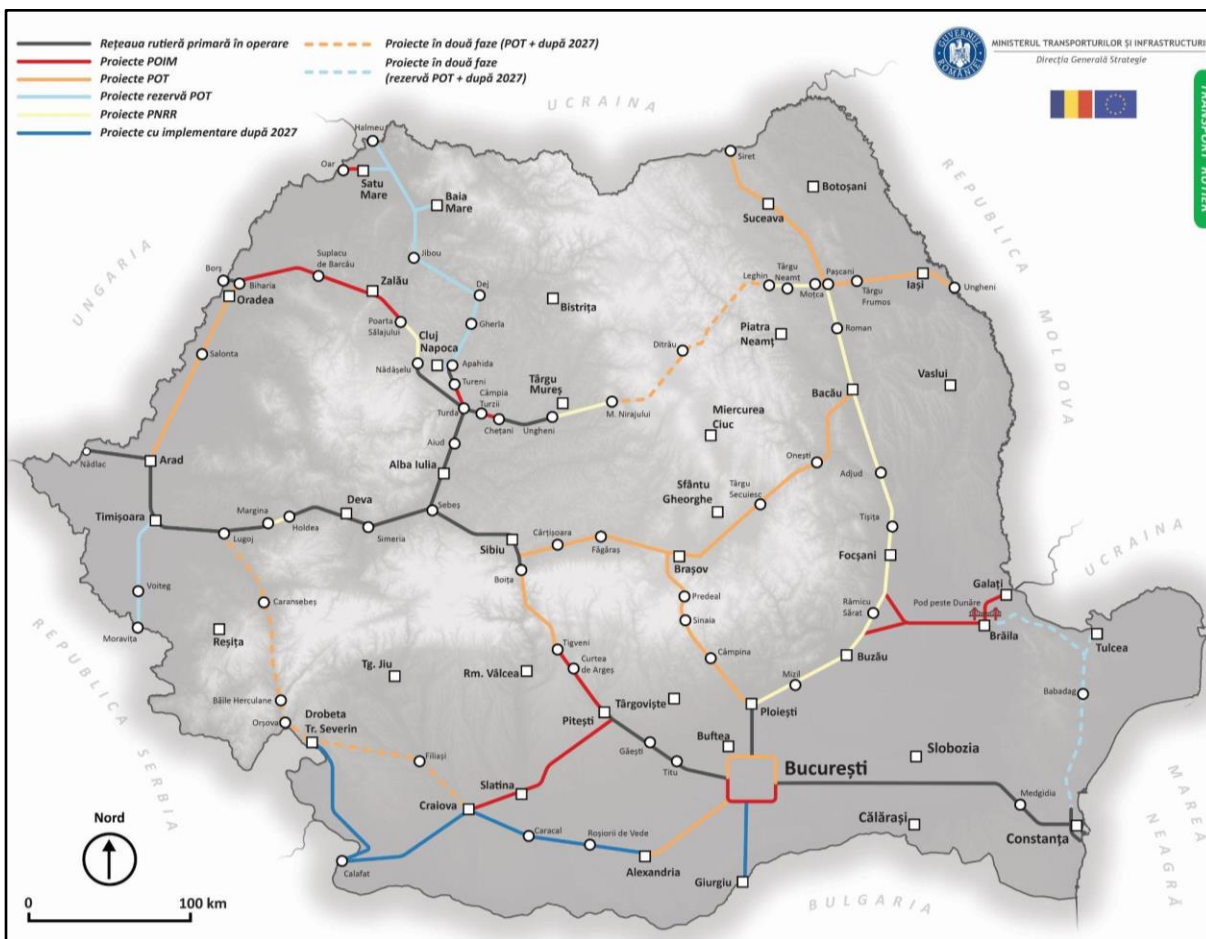 Rețeaua rutieră primară în operare
Proiecte POIM
Proiecte POT
Proiecte rezervă POT
Proiecte PNRR
Proiecte cu implementare după 2027
Proiecte în două faze (POT + după 2027)
Proiecte în două faze
(rezervă POT + după 2027)
GUVERNUL ROMÂNIEI
MINISTERUL TRANSPORTURILOR ȘI INFRASTRUCTURII
Direcția Generală Strategie
TRANSPORT RUTIER
UCRAINA
Halmeu
Oar
Satu
Mare
Baia
Mare
Siret
Botoșani
Suceava
REPUBLICA
MOLDOVA
UNGARIA
Borș
Biharia
Oradea
Suplacu
de Barcău
Zalău
Jibou
Dej
Gherla
Bistrița
Poarta
Sălajului
Cluj
Napoca
Nădășelu
Apahida
Tureni
Câmpia
Turzii
Turda
Chețani
Ungheni
Târgu
Mureș
M. Nirajului
Ditrău
Leghin
Târgu
Neamț
Moțca
Pașcani
Târgu
Frumos
Iași
Ungheni
Roman
Piatra
Neamț
Vaslui
Bacău
Miercurea
Ciuc
Salonta
Nădlac
Arad
Aiud
Alba Iulia
Onești
Adjud
Sfântu
Gheorghe
Târgu
Secuiesc
Timișoara
Margina
Holdea
Lugoj
Deva
Simeria
Sebeș
Sibiu
Boița
Cârțișoara
Făgăraș
Brașov
Tișița
Focșani
UCRAINA
Galați
Pod peste Dunăre
Brăila
Tulcea
Voiteg
Moravița
Caransebeș
Reșița
Predeal
Sinaia
Râmicu
Sărat
Buzău
Babadag
REPUBLICA SERBIA
Tg. Jiu
Rm. Vâlcea
Tigveni
Curtea
de Argeș
Câmpina
Mizil
Târgoviște
Ploiești
Băile Herculane
Orșova
Drobeta
Tr. Severin
Filiași
Pitești
Găești
Titu
Buftea
București
Slobozia
Slatina
Craiova
Caracal
Roșiorii de Vede
Alexandria
Călărași
Medgidia
Constanța
MAREA
NEAGRĂ
Calafat
Giurgiu
BULGARIA
Nord
0
100 km